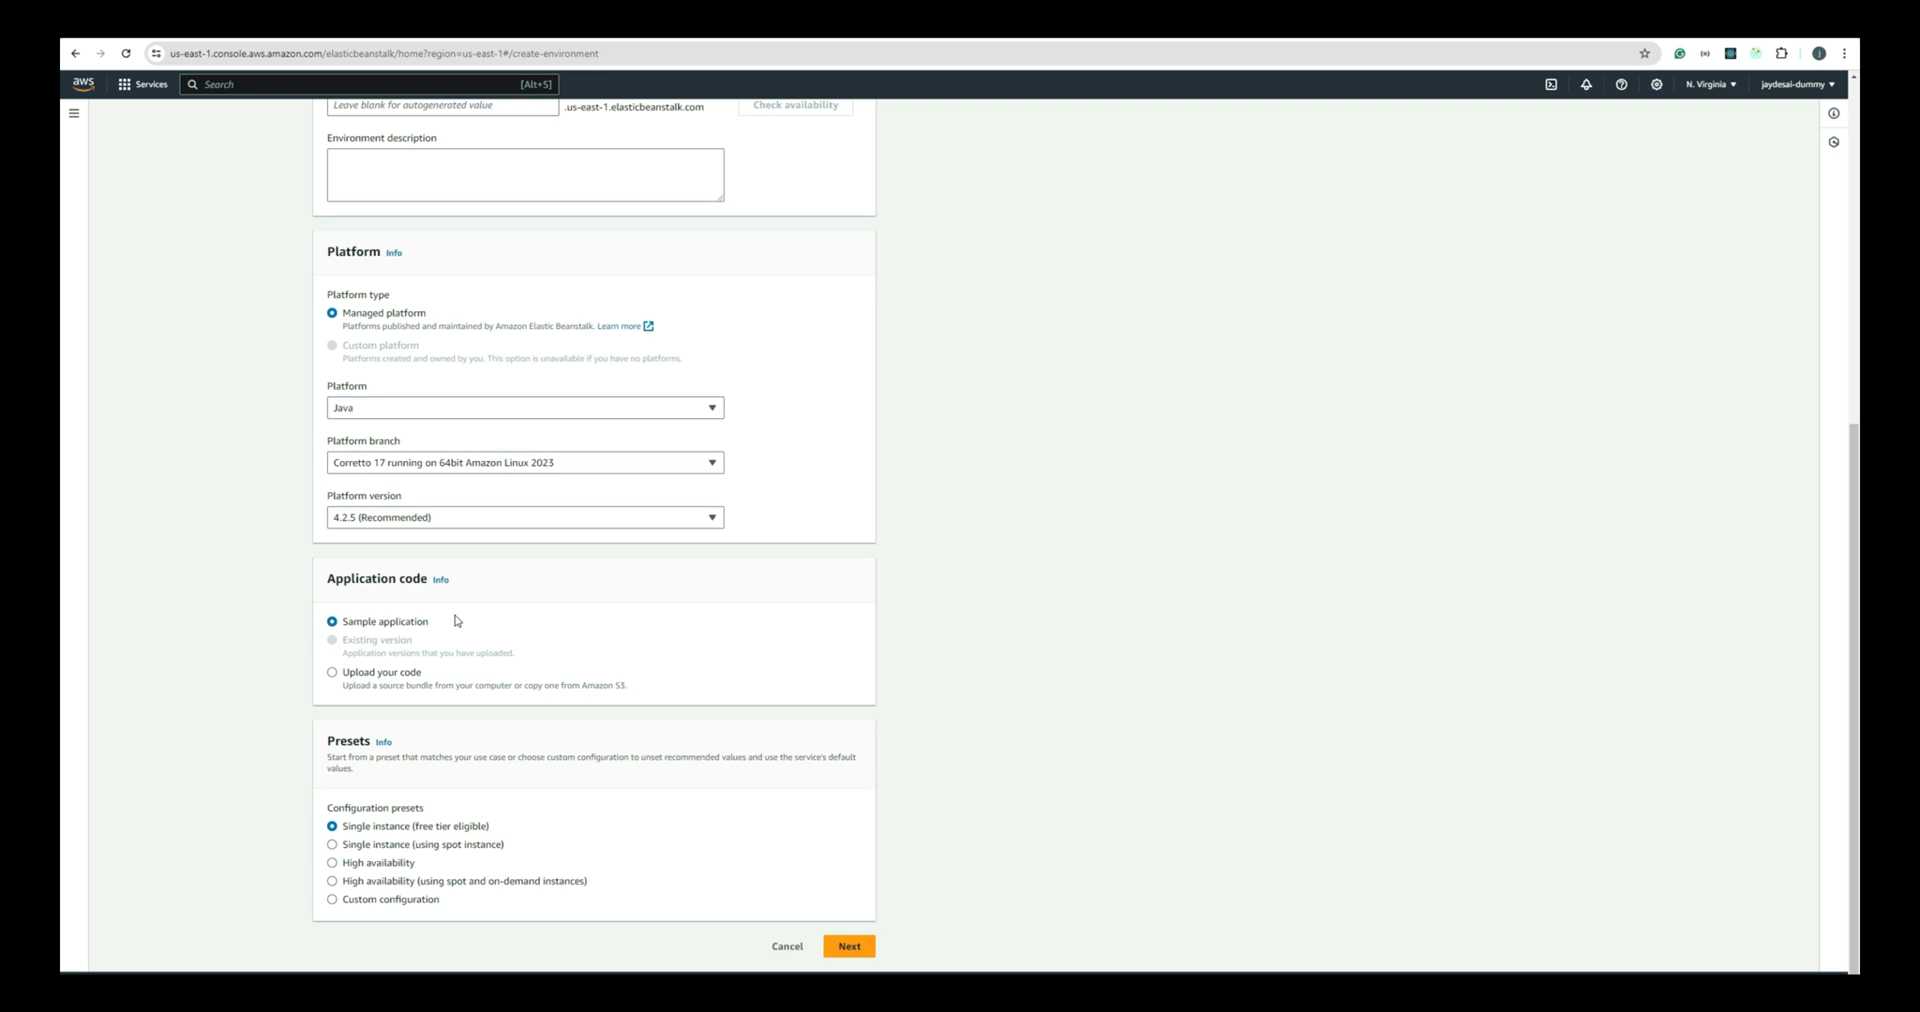 us-east-1.console.aws.amazon.com/elasticbeanstalk/home?region=us-east-1#/create-environment
aws Services Search [Alt+S] N. Virginia jaydesai-dummy
Leave blank for autogenerated value .us-east-1.elasticbeanstalk.com Check availability
Environment description
Platform Info
Platform type
Managed platform
Platforms published and maintained by Amazon Elastic Beanstalk. Learn more
Custom platform
Platforms created and owned by you. This option is unavailable if you have no platforms.
Platform
Java
Platform branch
Corretto 17 running on 64bit Amazon Linux 2023
Platform version
4.2.5 (Recommended)
Application code Info
Sample application
Existing version
Application versions that you have uploaded.
Upload your code
Upload a source bundle from your computer or copy one from Amazon S3.
Presets Info
Start from a preset that matches your use case or choose custom configuration to unset recommended values and use the service's default
values.
Configuration presets
Single instance (free tier eligible)
Single instance (using spot instance)
High availability
High availability (using spot and on-demand instances)
Custom configuration
Cancel Next